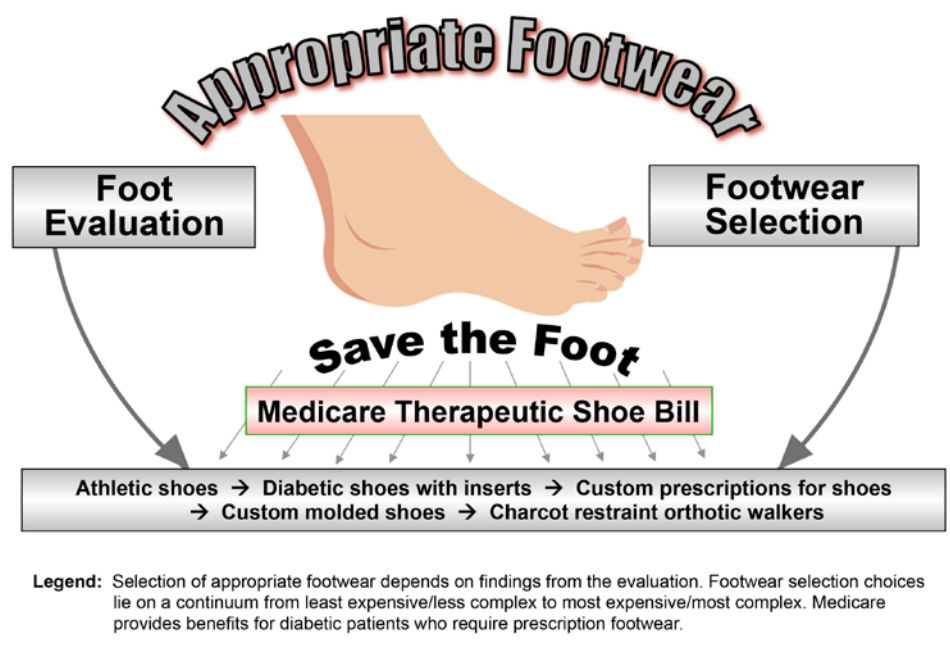 Appropriate Footwear
Foot
Evaluation
Footwear
Selection
Save the Foot
Medicare Therapeutic Shoe Bill
Athletic shoes → Diabetic shoes with inserts → Custom prescriptions for shoes
→ Custom molded shoes → Charcot restraint orthotic walkers
Legend: Selection of appropriate footwear depends on findings from the evaluation. Footwear selection choices
lie on a continuum from least expensive/less complex to most expensive/most complex. Medicare
provides benefits for diabetic patients who require prescription footwear.